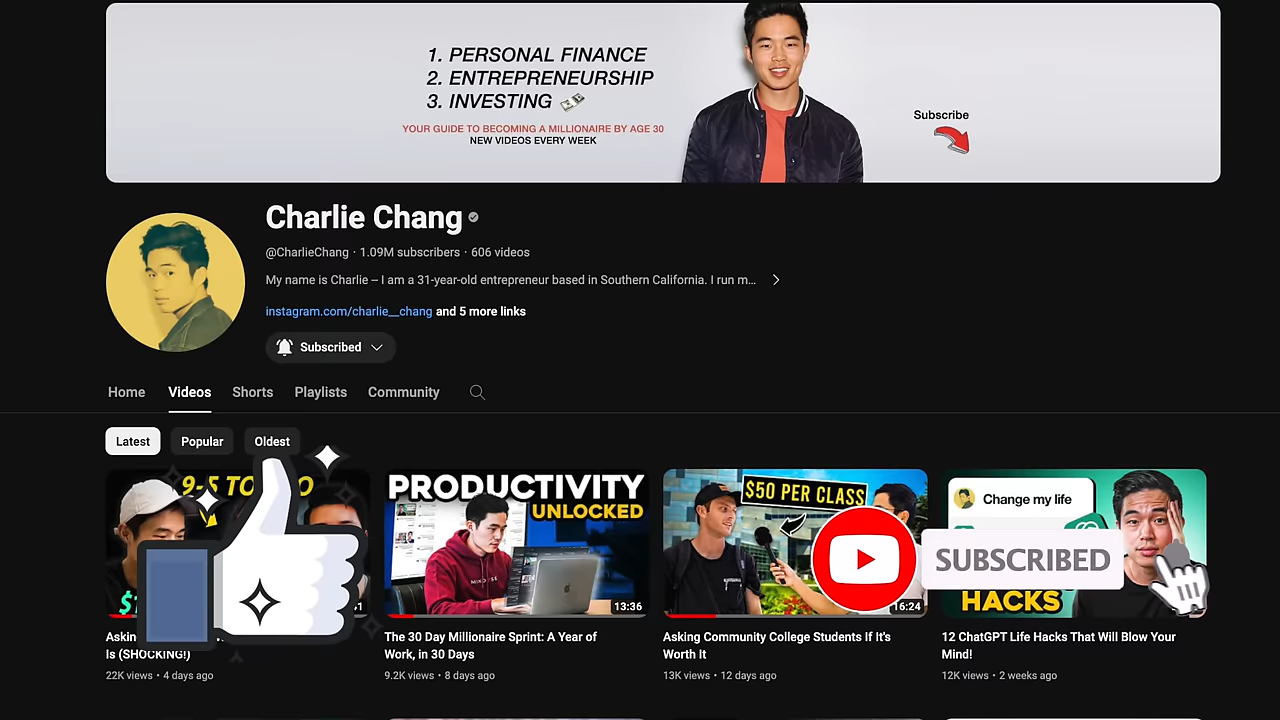 1. PERSONAL FINANCE
2. ENTREPRENEURSHIP
3. INVESTING
YOUR GUIDE TO BECOMING A MILLIONAIRE BY AGE 30
NEW VIDEOS EVERY WEEK
Subscribe
Charlie Chang
@CharlieChang · 1.09M subscribers · 606 videos
My name is Charlie – I am a 31-year-old entrepreneur based in Southern California. I run m...
instagram.com/charlie__chang and 5 more links
Subscribed
Home Videos Shorts Playlists Community
Latest Popular Oldest
9-5 TO
PRODUCTIVITY
UNLOCKED
13:36
$50 PER CLASS
16:24
Change my life
HACKS
SUBSCRIBED
Asking
Is (SHOCKING!)
22K views • 4 days ago
The 30 Day Millionaire Sprint: A Year of
Work, in 30 Days
9.2K views • 8 days ago
Asking Community College Students If It's
Worth It
13K views • 12 days ago
12 ChatGPT Life Hacks That Will Blow Your
Mind!
12K views • 2 weeks ago